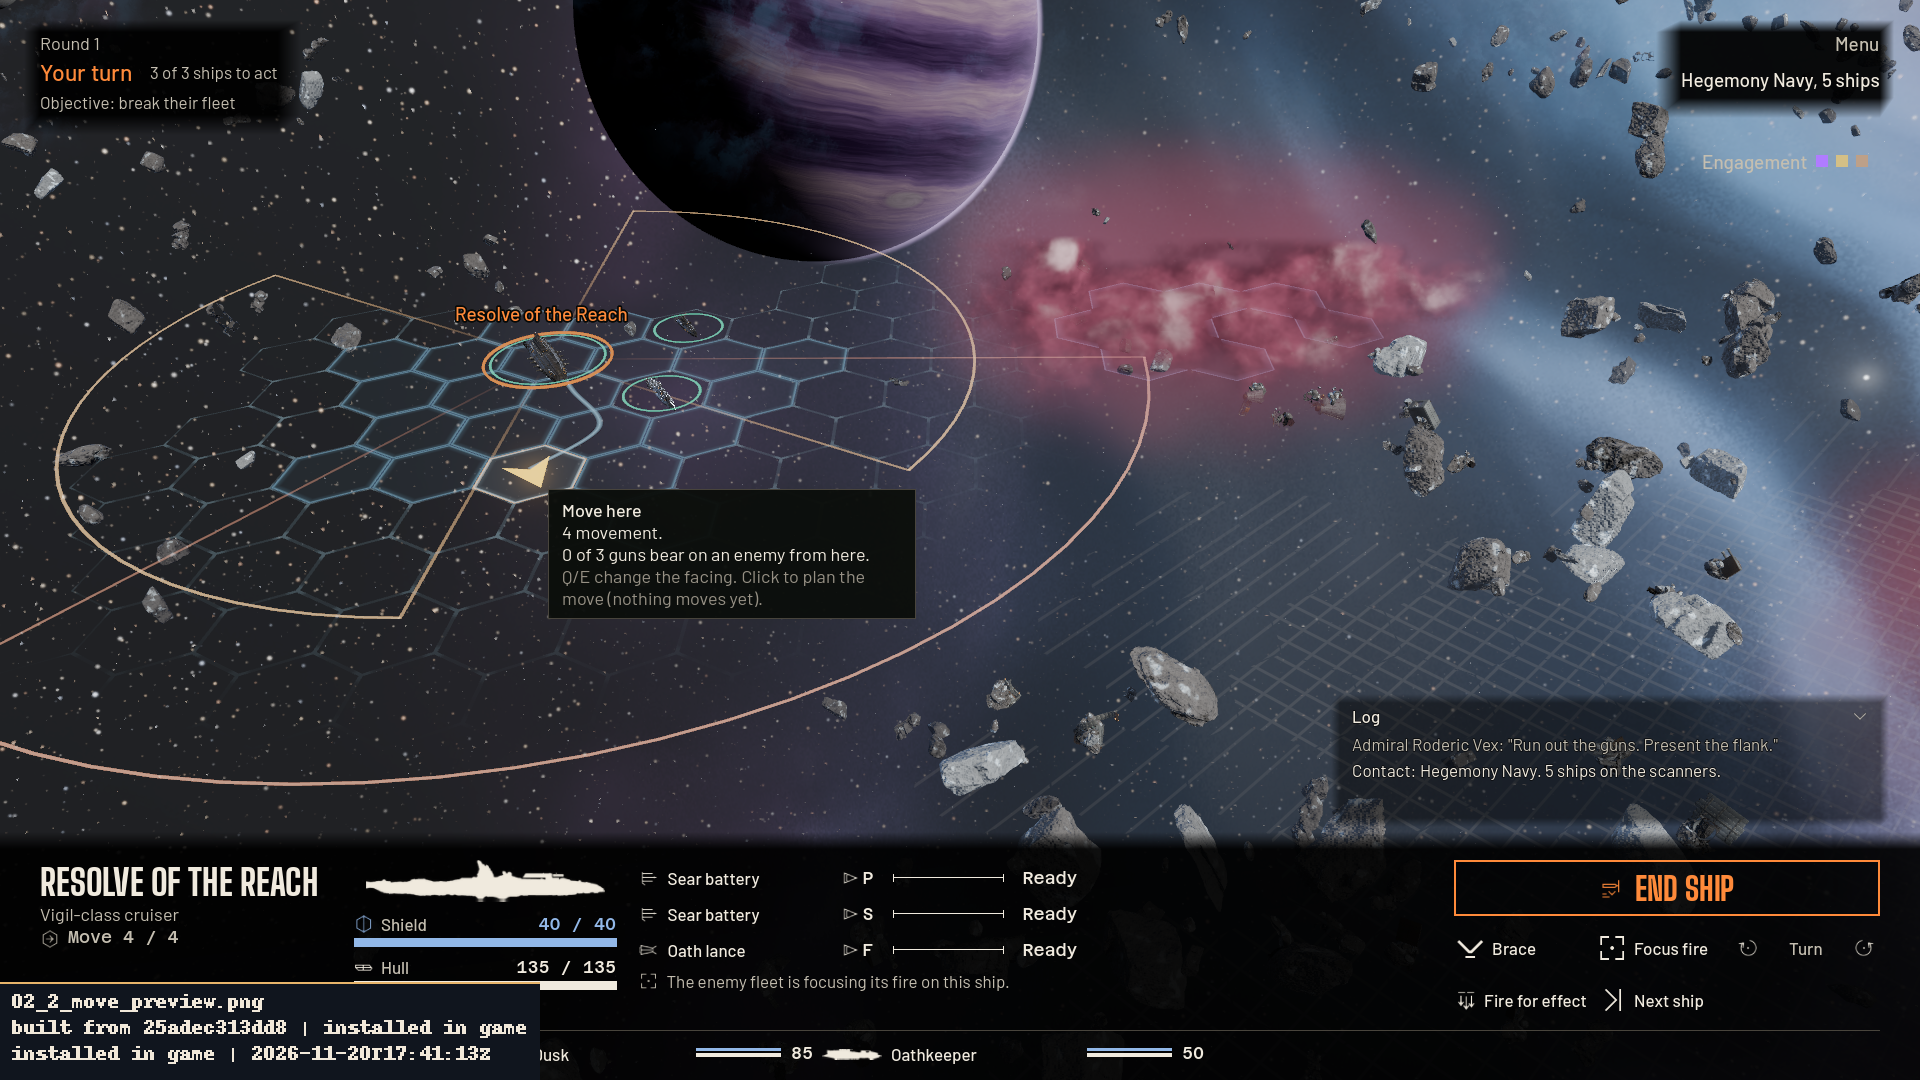 Round 1
Your turn 3 of 3 ships to act
Objective: break their fleet
Menu
Hegemony Navy, 5 ships
Engagement
Resolve of the Reach
Move here
4 movement.
0 of 3 guns bear on an enemy from here.
Q/E change the facing. Click to plan the
move (nothing moves yet).
Log
Admiral Roderic Vex: "Run out the guns. Present the flank."
Contact: Hegemony Navy. 5 ships on the scanners.
RESOLVE OF THE REACH
Vigil-class cruiser
Move 4 / 4
Shield 40 / 40
Hull 135 / 135
Sear battery P Ready
Sear battery S Ready
Oath lance F Ready
The enemy fleet is focusing its fire on this ship.
END SHIP
Brace Focus fire Turn
Fire for effect Next ship
02_2_move_preview.png
built from 25adec313dd8 | installed in game
installed in game | 2026-11-20T17:41:13Z
Dusk 85 Oathkeeper 50